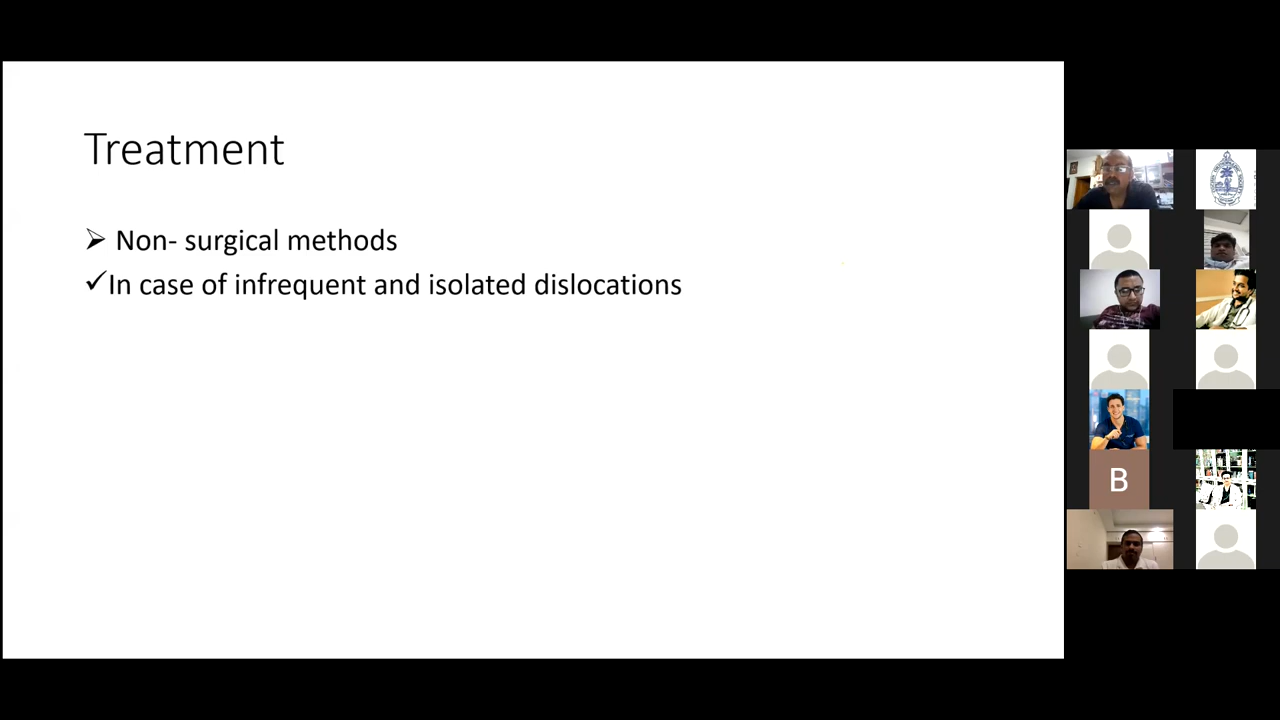 Treatment
➢ Non- surgical methods
✓In case of infrequent and isolated dislocations
B